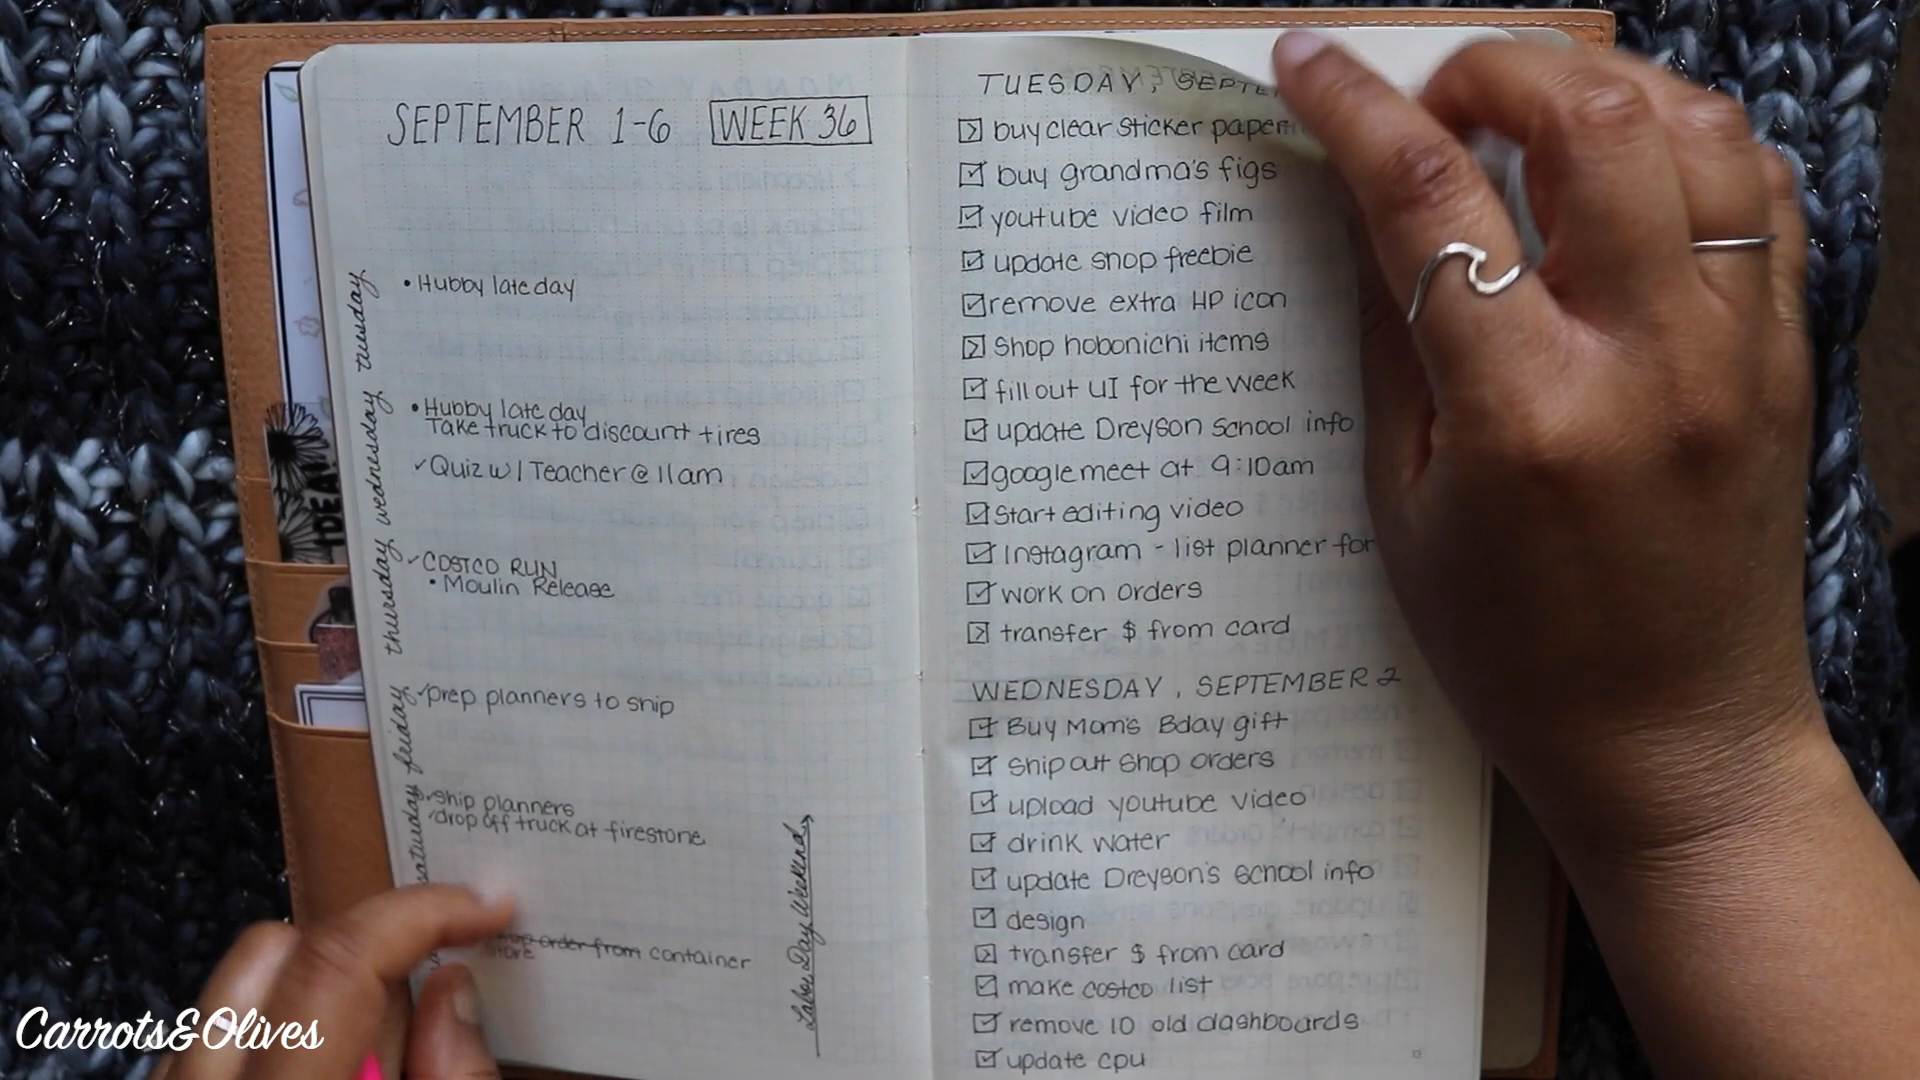 SEPTEMBER 1-6 WEEK 36
tuesday
• Hubby late day
wednesday
• Hubby late day
Take truck to discount tires
✓Quiz w/ Teacher @ 11am
thursday
✓COSTCO RUN
• Moulin Release
friday
✓prep planners to ship
saturday
✓ship planners
✓drop off truck at firestone
order from container
store
Labor Day Weekend
TUESDAY, SEPTE
☒ buy clear sticker paper
☑ buy grandma's figs
☑ youtube video film
☑ update shop freebie
☑ remove extra HP icon
☒ Shop hobonichi items
☑ fill out UI for the week
☑ update Dreyson School info
☑ google meet at 9:10am
☑ Start editing video
☑ Instagram - list planner for
☑ work on orders
☒ transfer $ from card
WEDNESDAY, SEPTEMBER 2
☑ Buy Mom's Bday gift
☑ ship out shop orders
☑ upload youtube video
☑ drink water
☑ update Dreyson's school info
☑ design
☒ transfer $ from card
☑ make costco list
☑ remove 10 old dashboards
☑ update cpu
IDEA!
Carrots&Olives